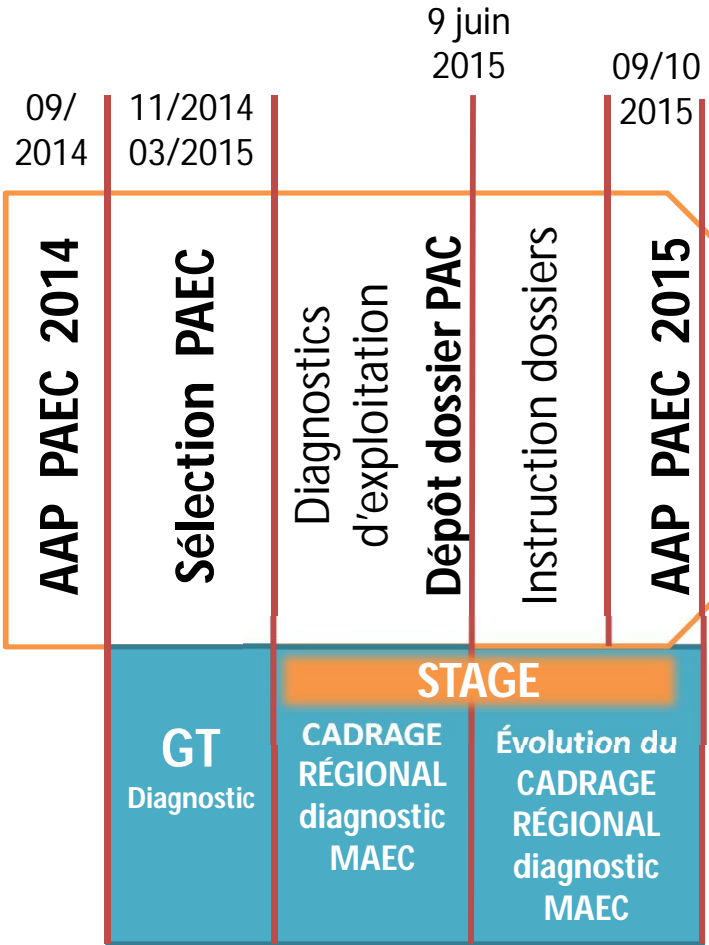 09/
2014
11/2014
03/2015
9 juin
2015
09/10
2015
AAP PAEC 2014
Sélection PAEC
Diagnostics
d'exploitation
Dépôt dossier PAC
Instruction dossiers
AAP PAEC 2015
STAGE
GT
Diagnostic
CADRAGE
RÉGIONAL
diagnostic
MAEC
Évolution du
CADRAGE
RÉGIONAL
diagnostic
MAEC